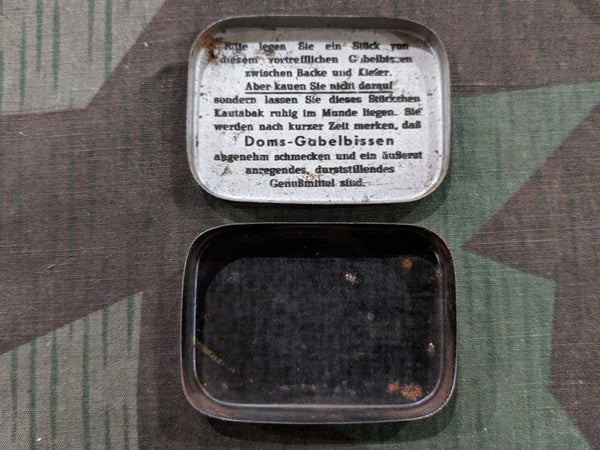 Bitte legen Sie ein Stück von
diesem vortrefflichen Gabelbissen
zwischen Backe und Kiefer.
Aber kauen Sie nicht darauf
sondern lassen Sie dieses Stückchen
Kautabak ruhig im Munde liegen. Sie
werden nach kurzer Zeit merken, daß
Doms-Gabelbissen
angenehm schmecken und ein äußerst
anregendes, durststillendes
Genußmittel sind.